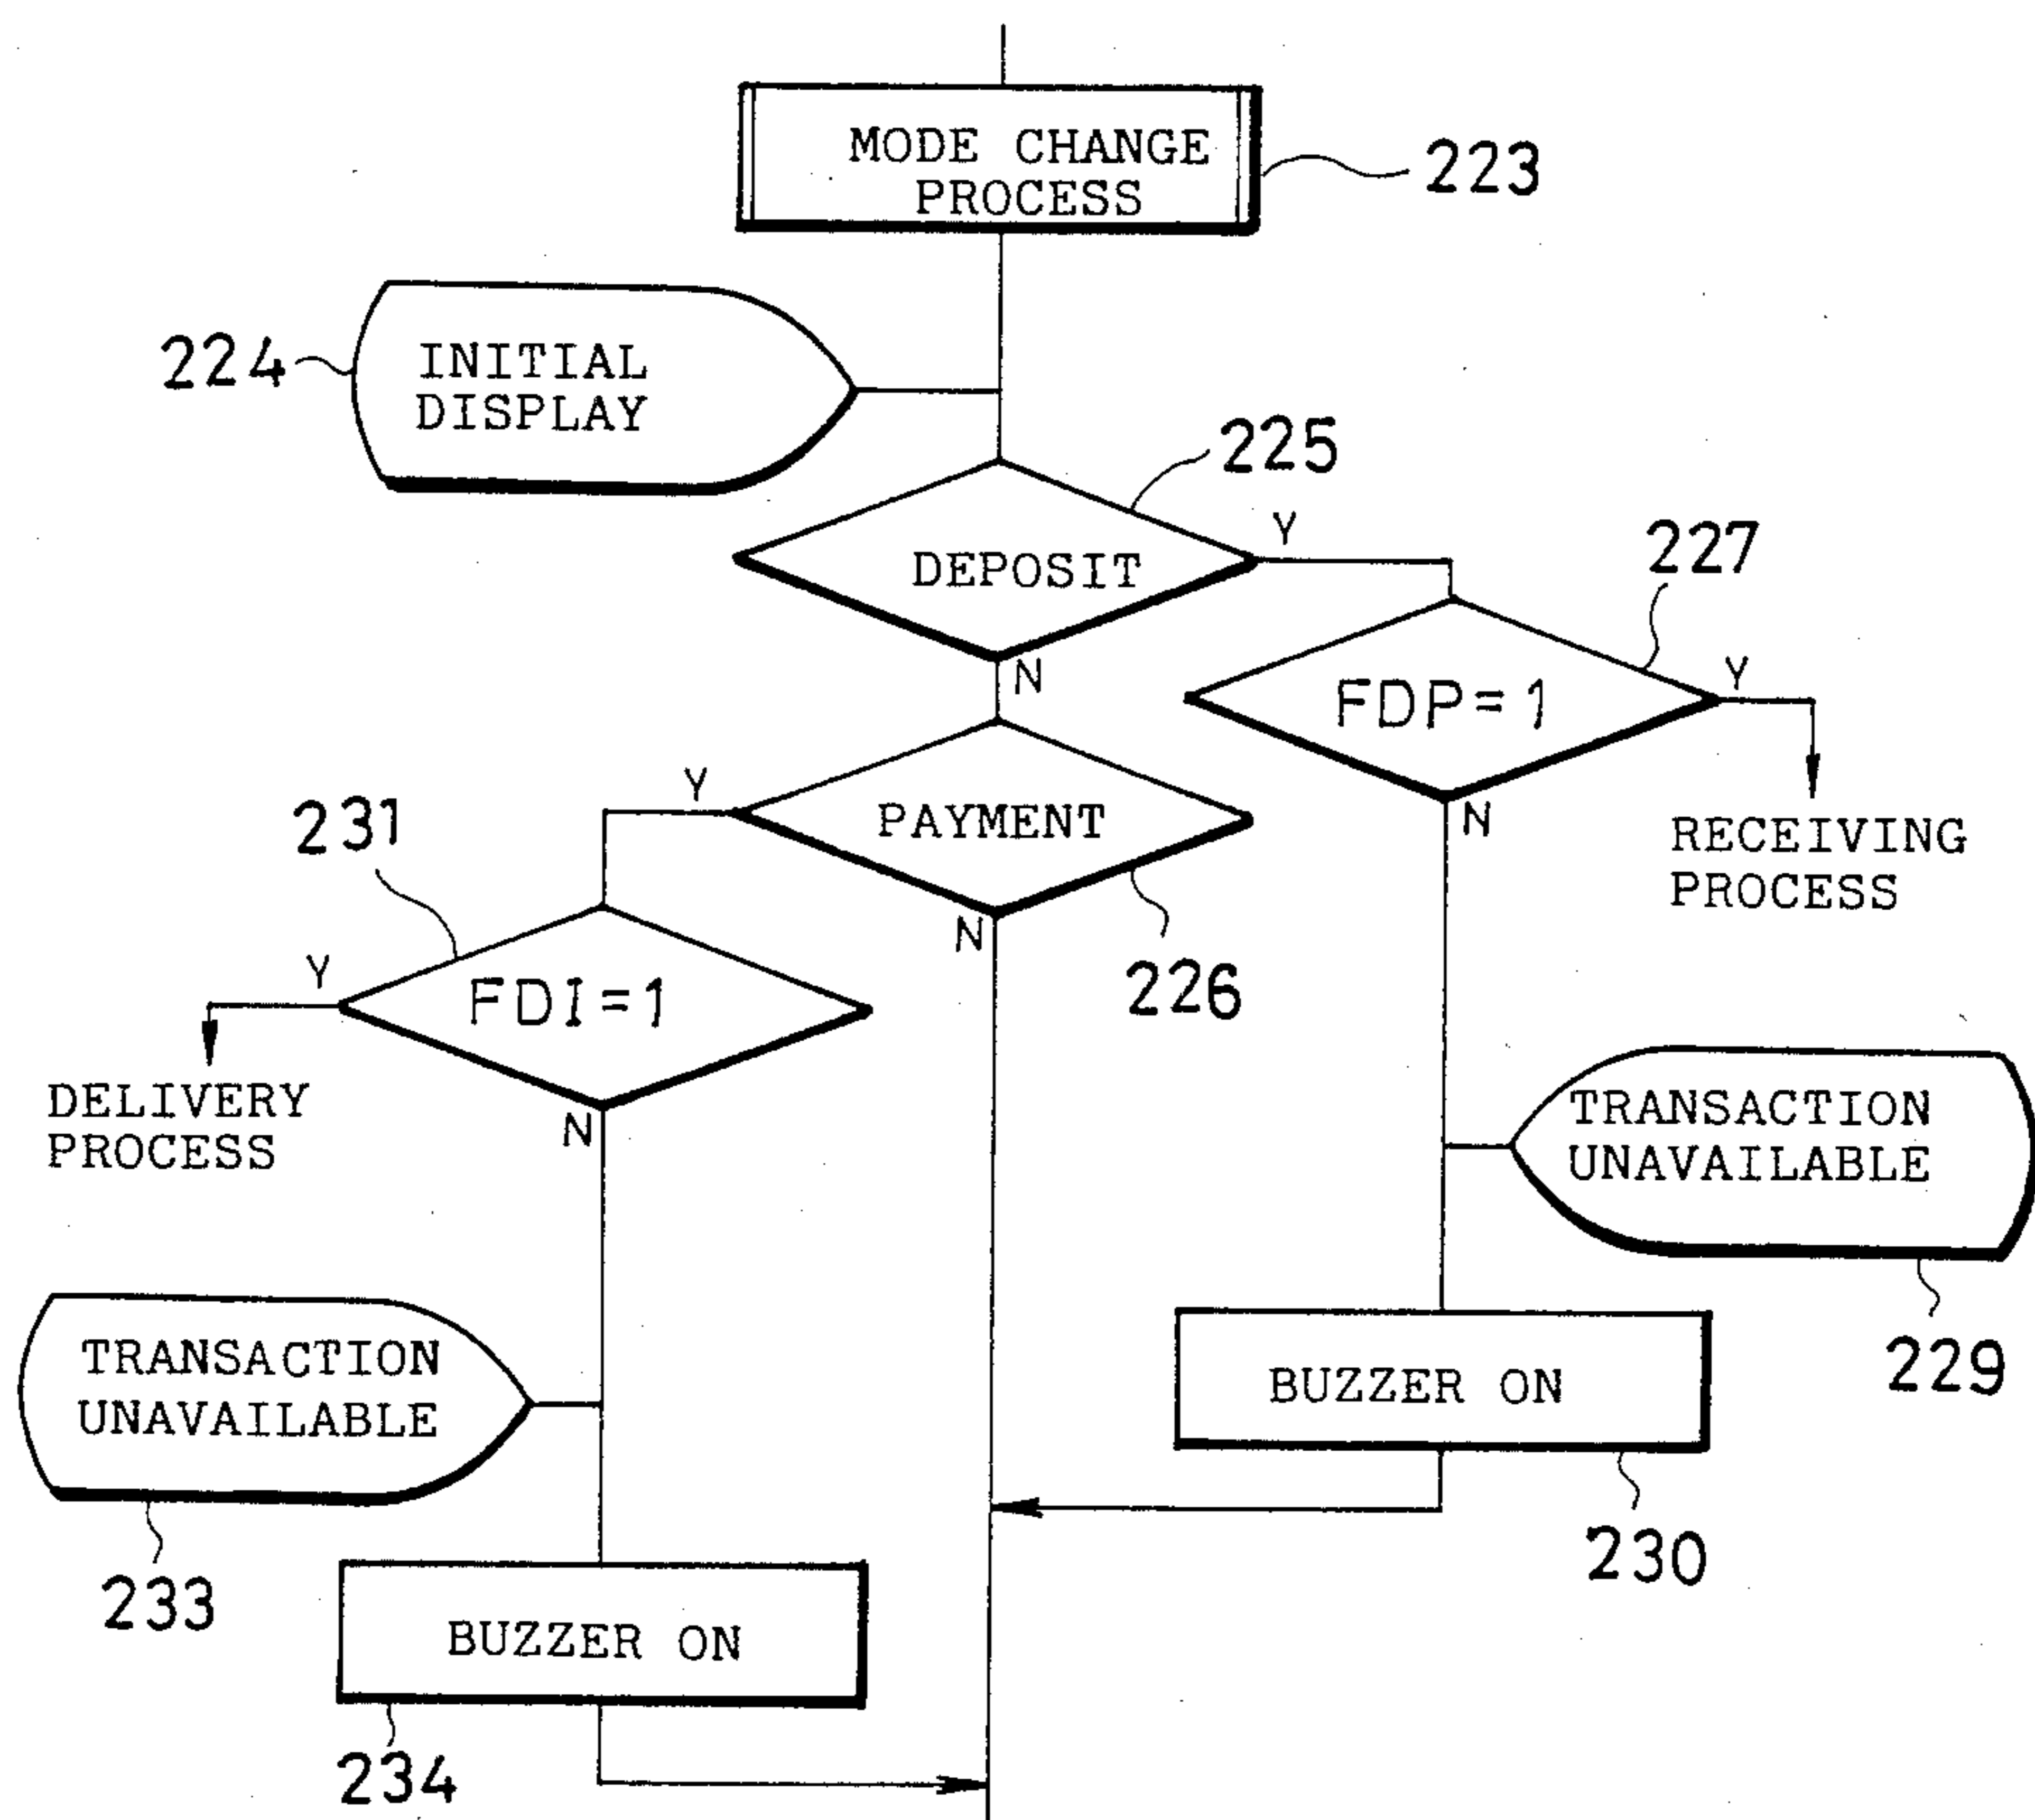 MODE CHANGE
PROCESS
223
224
INITIAL
DISPLAY
225
DEPOSIT
Y
N
227
FDP=1
Y
N
RECEIVING
PROCESS
PAYMENT
Y
N
226
231
FDI=1
Y
N
DELIVERY
PROCESS
TRANSACTION
UNAVAILABLE
229
BUZZER ON
230
TRANSACTION
UNAVAILABLE
233
BUZZER ON
234